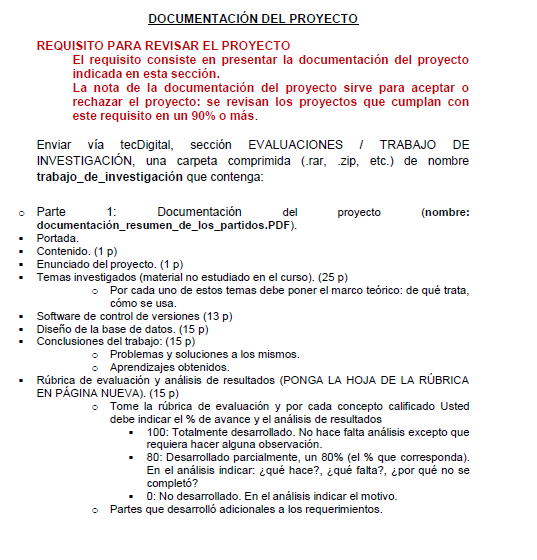 DOCUMENTACIÓN DEL PROYECTO
REQUISITO PARA REVISAR EL PROYECTO
El requisito consiste en presentar la documentación del proyecto
indicada en esta sección.
La nota de la documentación del proyecto sirve para aceptar o
rechazar el proyecto: se revisan los proyectos que cumplan con
este requisito en un 90% o más.
Enviar vía tecDigital, sección EVALUACIONES / TRABAJO DE
INVESTIGACIÓN, una carpeta comprimida (.rar, .zip, etc.) de nombre
trabajo_de_investigación que contenga:
o Parte 1: Documentación del proyecto (nombre:
documentación_resumen_de_los_partidos.PDF).
▪ Portada.
▪ Contenido. (1 p)
▪ Enunciado del proyecto. (1 p)
▪ Temas investigados (material no estudiado en el curso). (25 p)
o Por cada uno de estos temas debe poner el marco teórico: de qué trata,
cómo se usa.
▪ Software de control de versiones (13 p)
▪ Diseño de la base de datos. (15 p)
▪ Conclusiones del trabajo: (15 p)
o Problemas y soluciones a los mismos.
o Aprendizajes obtenidos.
▪ Rúbrica de evaluación y análisis de resultados (PONGA LA HOJA DE LA RÚBRICA
EN PÁGINA NUEVA). (15 p)
o Tome la rúbrica de evaluación y por cada concepto calificado Usted
debe indicar el % de avance y el análisis de resultados
▪ 100: Totalmente desarrollado. No hace falta análisis excepto que
requiera hacer alguna observación.
▪ 80: Desarrollado parcialmente, un 80% (el % que corresponda).
En el análisis indicar: ¿qué hace?, ¿qué falta?, ¿por qué no se
completó?
▪ 0: No desarrollado. En el análisis indicar el motivo.
o Partes que desarrolló adicionales a los requerimientos.